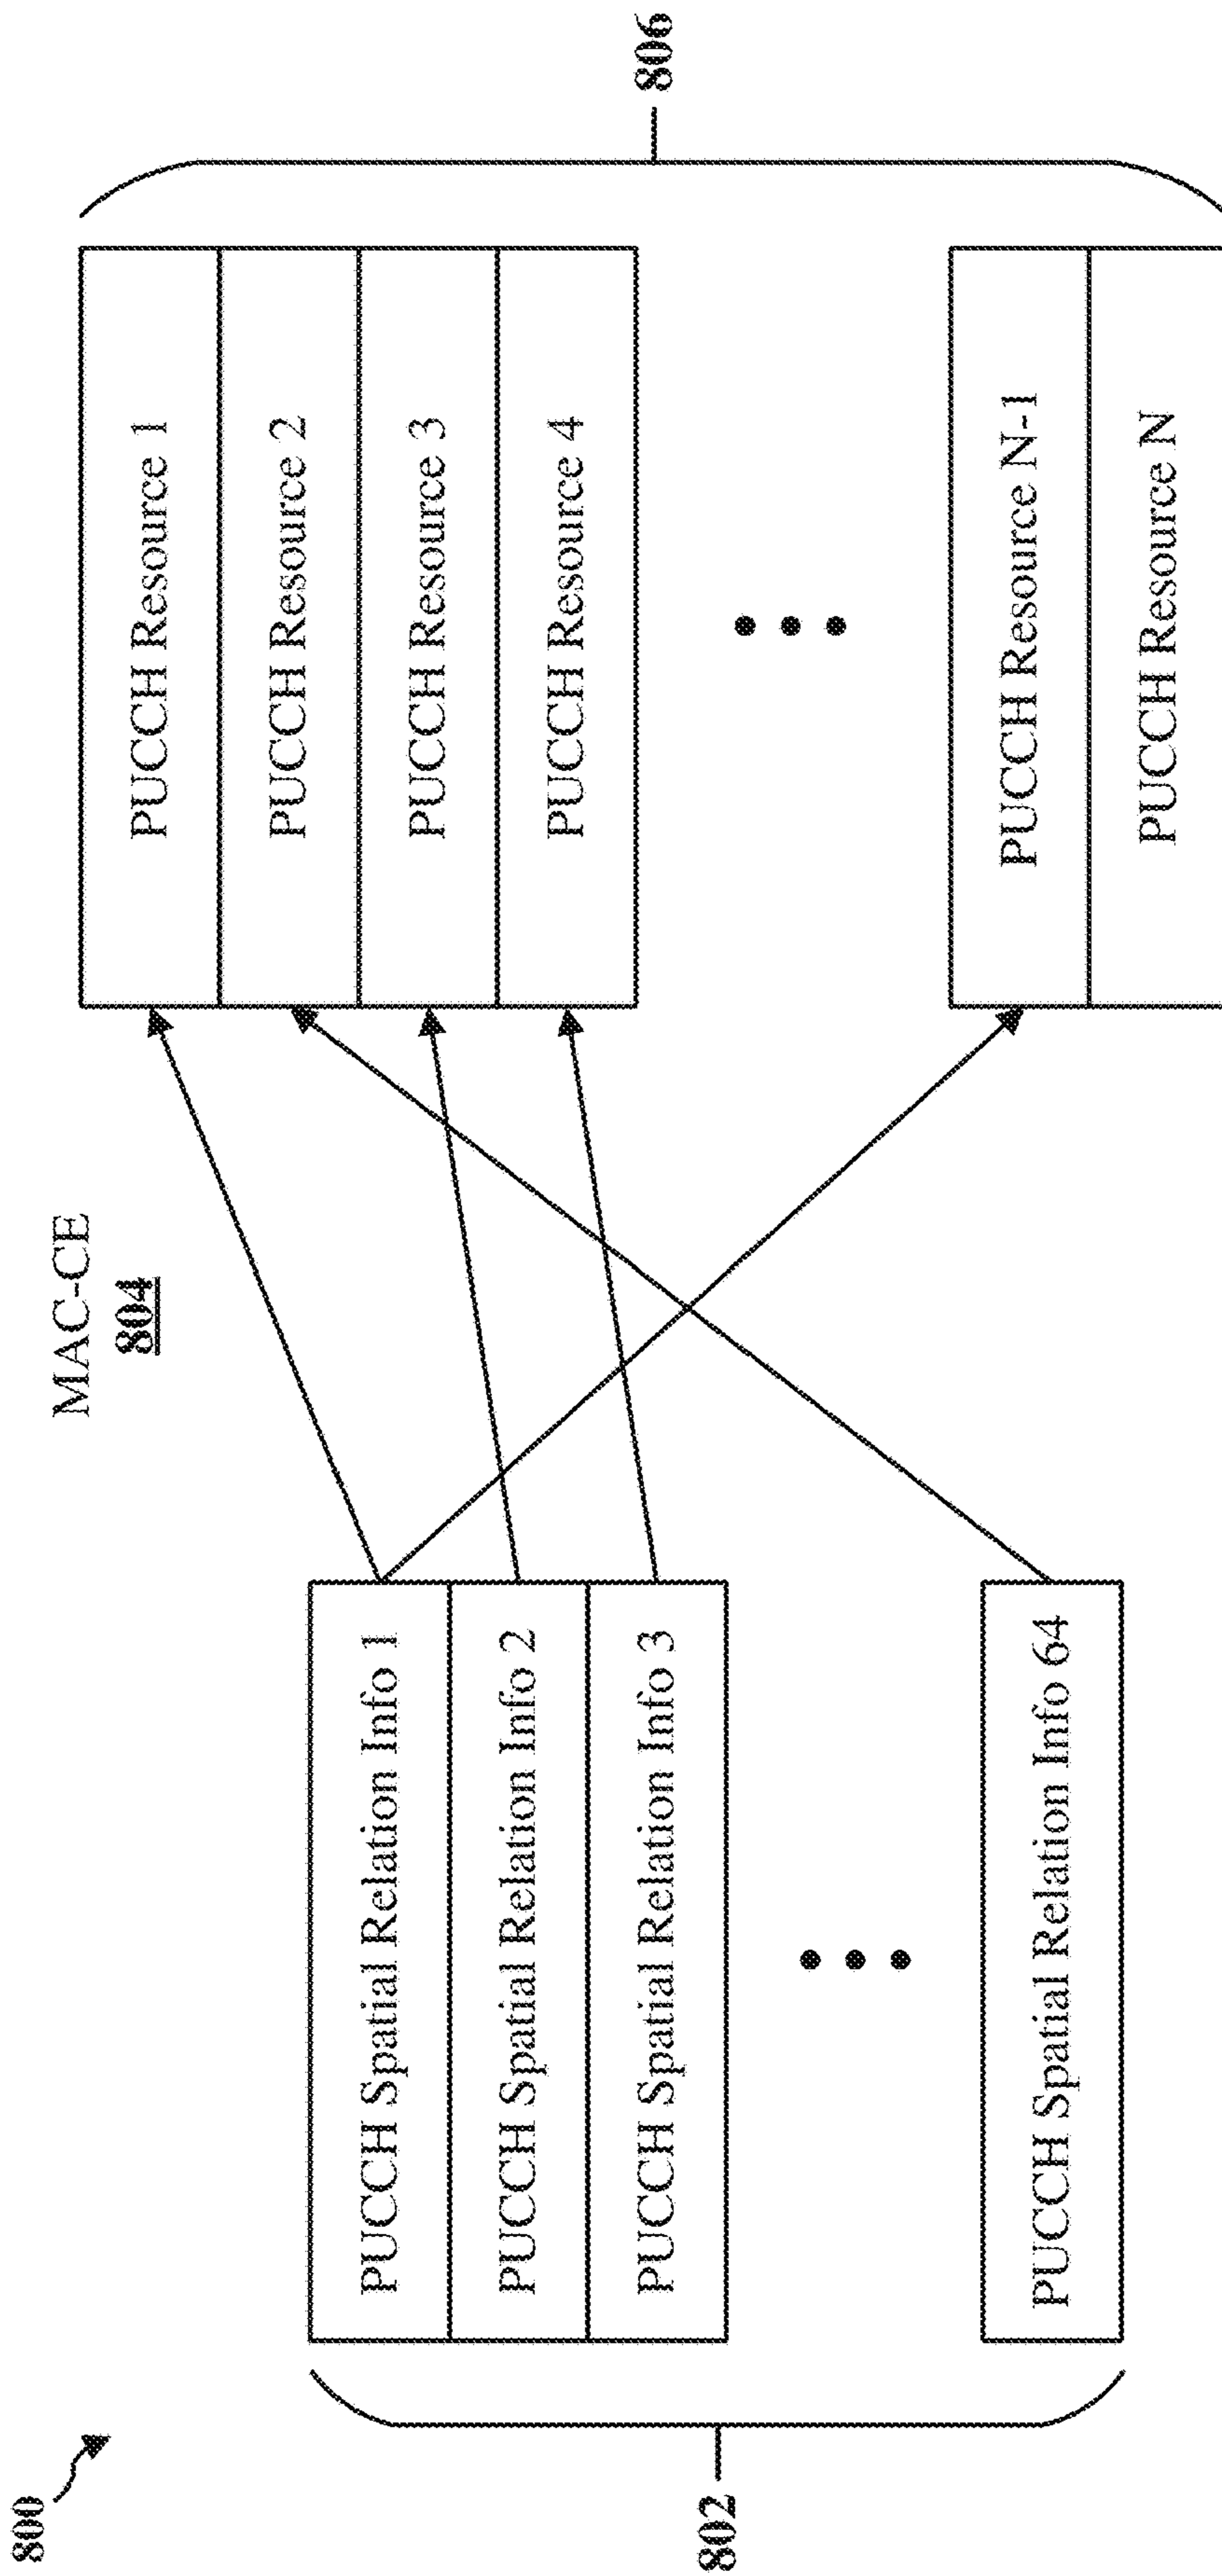 800
MAC-CE
804
802
PUCCH Spatial Relation Info 1
PUCCH Spatial Relation Info 2
PUCCH Spatial Relation Info 3
PUCCH Spatial Relation Info 64
PUCCH Resource 1
PUCCH Resource 2
PUCCH Resource 3
PUCCH Resource 4
PUCCH Resource N-1
PUCCH Resource N
806